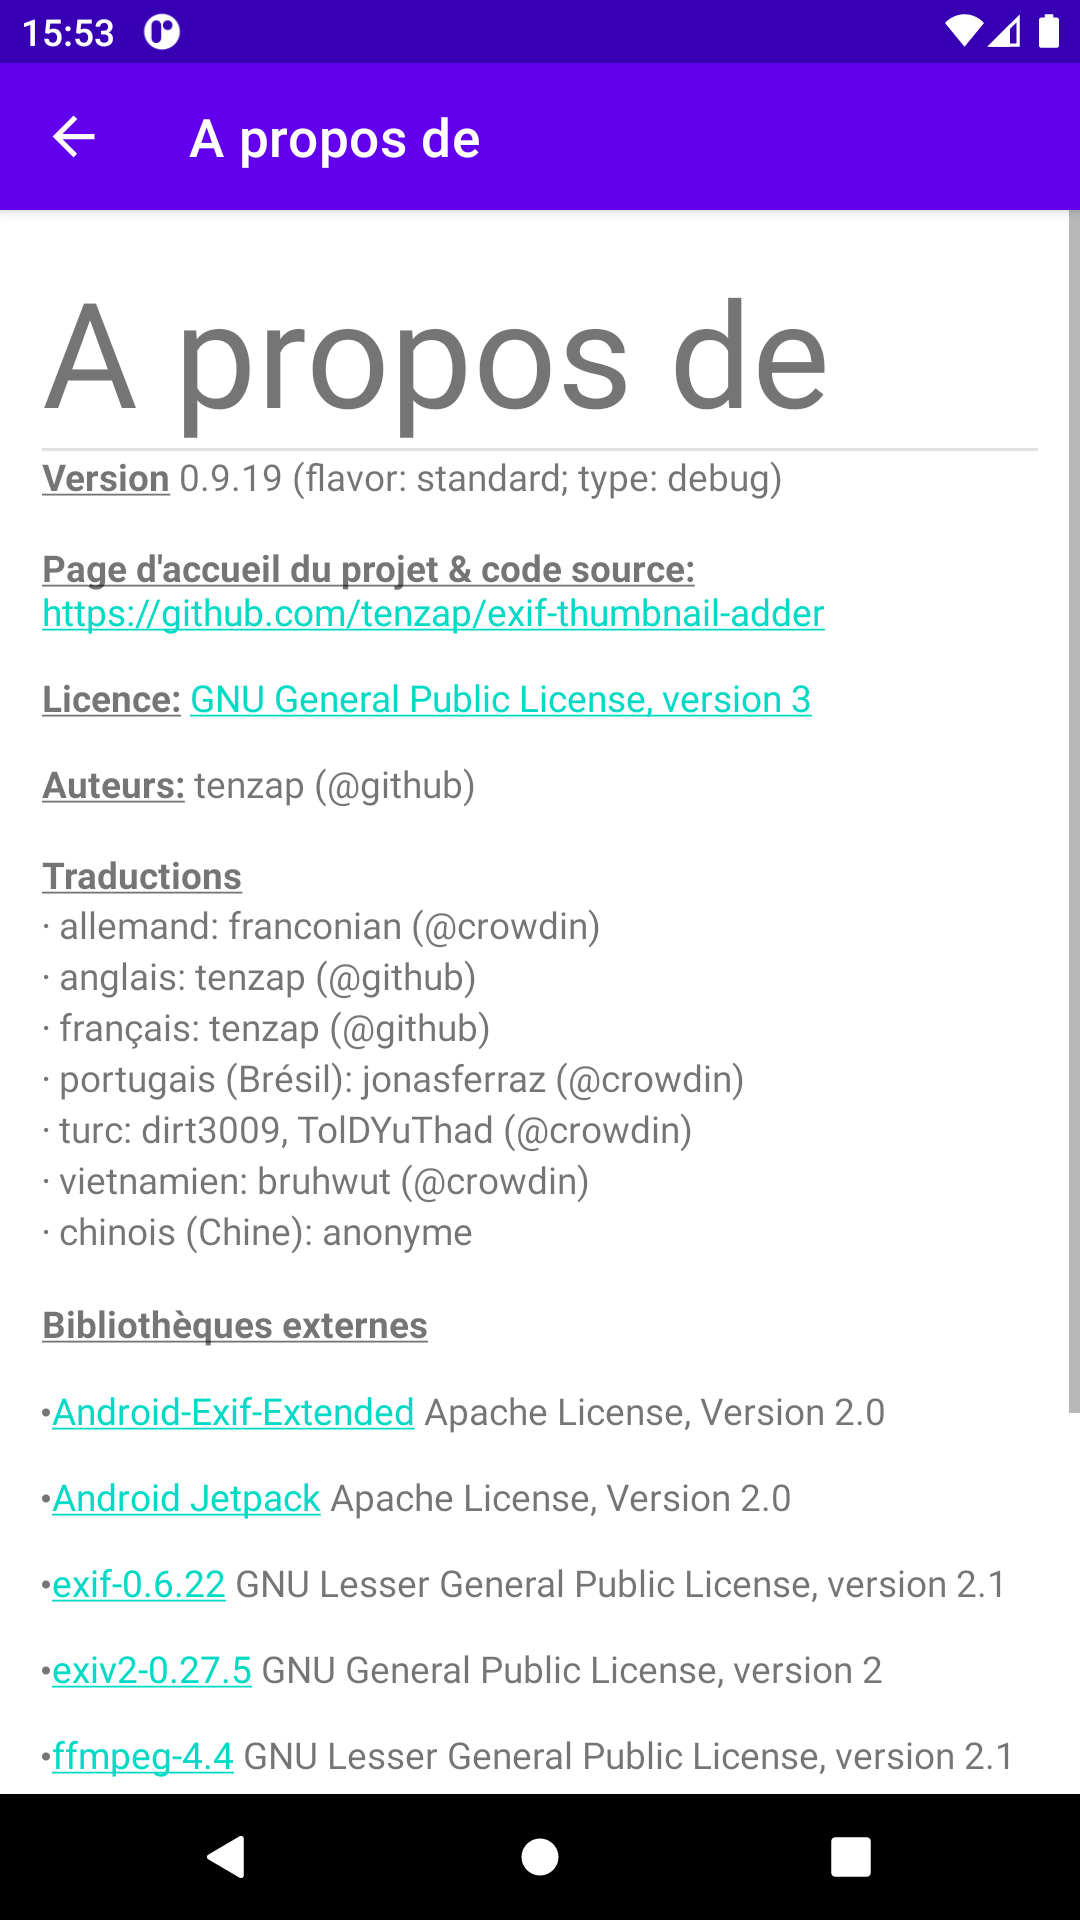 15:53
A propos de
A propos de
Version 0.9.19 (flavor: standard; type: debug)
Page d'accueil du projet & code source:
https://github.com/tenzap/exif-thumbnail-adder
Licence: GNU General Public License, version 3
Auteurs: tenzap (@github)
Traductions
· allemand: franconian (@crowdin)
· anglais: tenzap (@github)
· français: tenzap (@github)
· portugais (Brésil): jonasferraz (@crowdin)
· turc: dirt3009, TolDYuThad (@crowdin)
· vietnamien: bruhwut (@crowdin)
· chinois (Chine): anonyme
Bibliothèques externes
•Android-Exif-Extended Apache License, Version 2.0
•Android Jetpack Apache License, Version 2.0
•exif-0.6.22 GNU Lesser General Public License, version 2.1
•exiv2-0.27.5 GNU General Public License, version 2
•ffmpeg-4.4 GNU Lesser General Public License, version 2.1